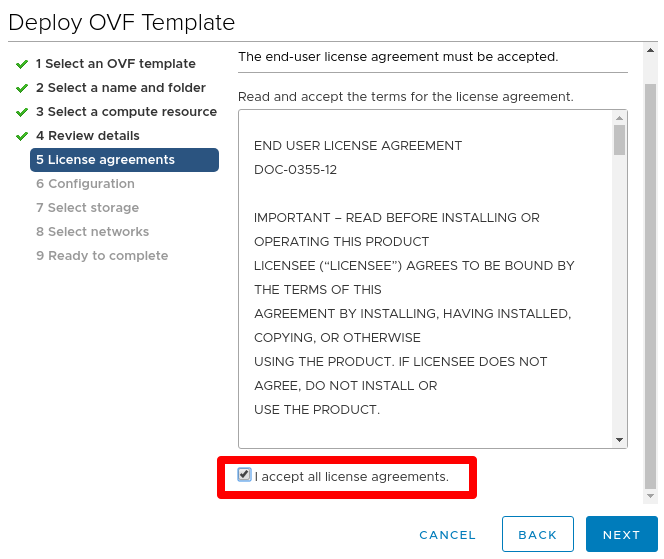 Deploy OVF Template
1 Select an OVF template
2 Select a name and folder
3 Select a compute resource
4 Review details
5 License agreements
6 Configuration
7 Select storage
8 Select networks
9 Ready to complete
The end-user license agreement must be accepted.
Read and accept the terms for the license agreement.
END USER LICENSE AGREEMENT
DOC-0355-12
IMPORTANT – READ BEFORE INSTALLING OR
OPERATING THIS PRODUCT
LICENSEE (“LICENSEE”) AGREES TO BE BOUND BY
THE TERMS OF THIS
AGREEMENT BY INSTALLING, HAVING INSTALLED,
COPYING, OR OTHERWISE
USING THE PRODUCT. IF LICENSEE DOES NOT
AGREE, DO NOT INSTALL OR
USE THE PRODUCT.
I accept all license agreements.
CANCEL
BACK
NEXT